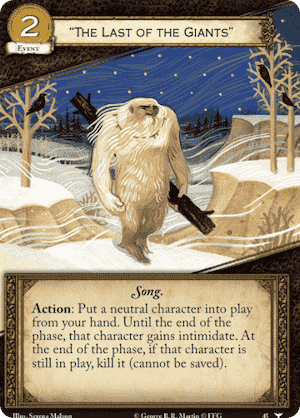 2
"The Last of the Giants"
Event
Song.
Action: Put a neutral character into play
from your hand. Until the end of the
phase, that character gains intimidate. At
the end of the phase, if that character is
still in play, kill it (cannot be saved).
Illus. Serena Malyon © George R.R. Martin © FFG 45